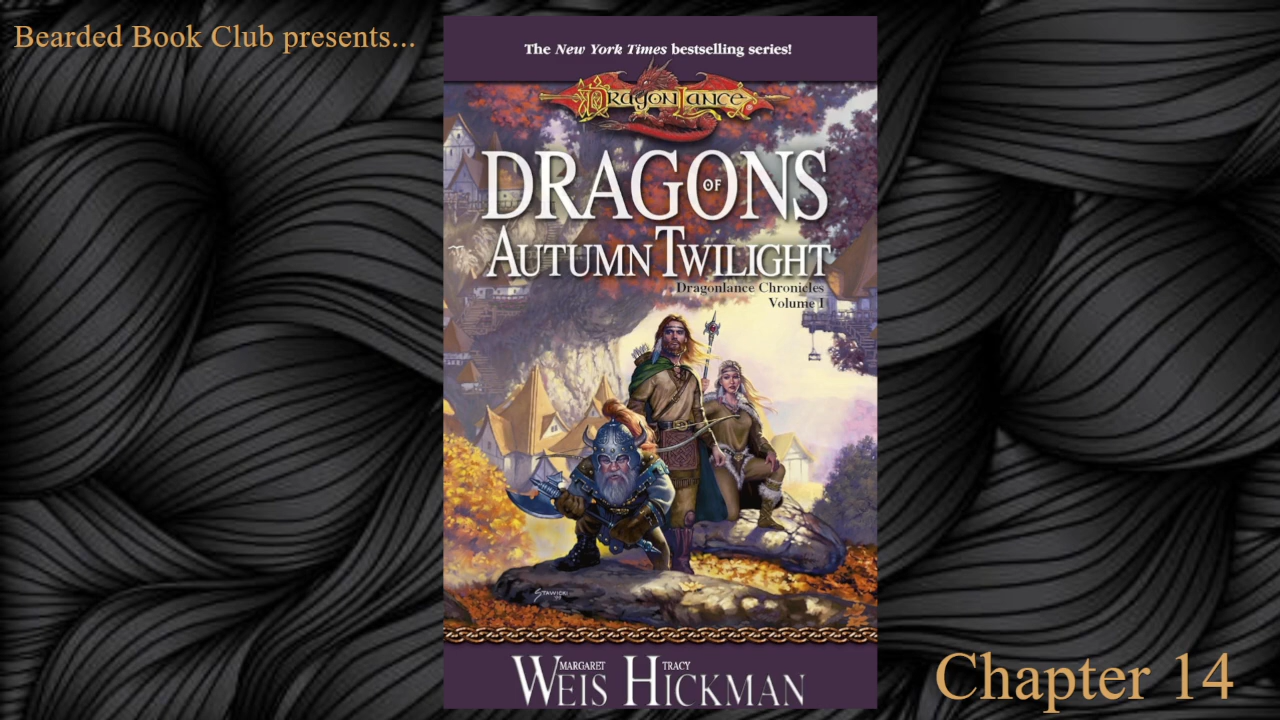 Bearded Book Club presents...
The New York Times bestselling series!
DragonLance®
DRAGONS
OF
AUTUMN TWILIGHT
Dragonlance Chronicles
Volume I
STAWICKI
MARGARET TRACY
WEIS HICKMAN
Chapter 14